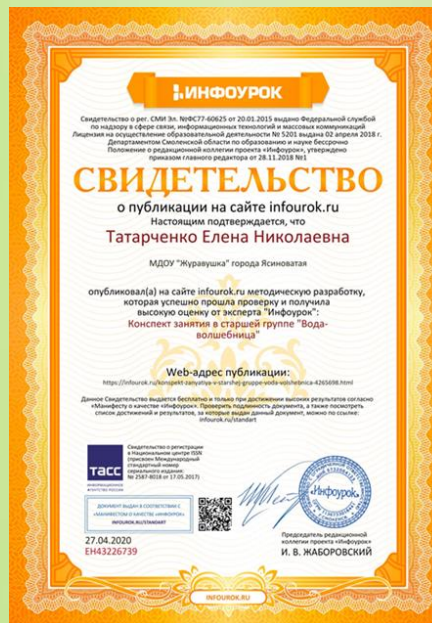 ИНФОУРОК
Свидетельство о рег. СМИ Эл. №ФС77-60625 от 20.01.2015 выдано Федеральной службой
по надзору в сфере связи, информационных технологий и массовых коммуникаций
Лицензия на осуществление образовательной деятельности № 5201 выдана 02 апреля 2018 г.
Департаментом Смоленской области по образованию и науке бессрочно
Положение о редакционной коллегии проекта «Инфоурок», утверждено
приказом главного редактора от 28.11.2018 №1
СВИДЕТЕЛЬСТВО
о публикации на сайте infourok.ru
Настоящим подтверждается, что
Татарченко Елена Николаевна
МДОУ "Журавушка" города Ясиноватая
опубликовал(а) на сайте infourok.ru методическую разработку,
которая успешно прошла проверку и получила
высокую оценку от эксперта "Инфоурок":
Конспект занятия в старшей группе "Вода-
волшебница"
Web-адрес публикации:
https://infourok.ru/konspekt-zanyatiya-v-starshej-gruppe-voda-volshebnica-4265698.html
Данное Свидетельство выдается бесплатно и только при достижении высоких результатов согласно
«Манифесту о качестве «Инфоурок». Проверить подлинность документа, а также посмотреть
список достижений и результатов, за которые выдан данный документ, можно по ссылке:
infourok.ru/standart
Свидетельство о регистрации
в Национальном центре ISSN
(присвоен Международный
стандартный номер
сериального издания:
№ 2587-8018 от 17.05.2017)
ТАСС
ИНФОРМАЦИОННОЕ
АГЕНТСТВО РОССИИ
ДОКУМЕНТ ВЫДАН В СООТВЕТСТВИИ С
«МАНИФЕСТОМ О КАЧЕСТВЕ «ИНФОУРОК»
INFOUROK.RU/STANDART
«Инфоурок»
27.04.2020
ЕН43226739
Председатель редакционной
коллегии проекта «Инфоурок»
И. В. ЖАБОРОВСКИЙ
INFOUROK.RU